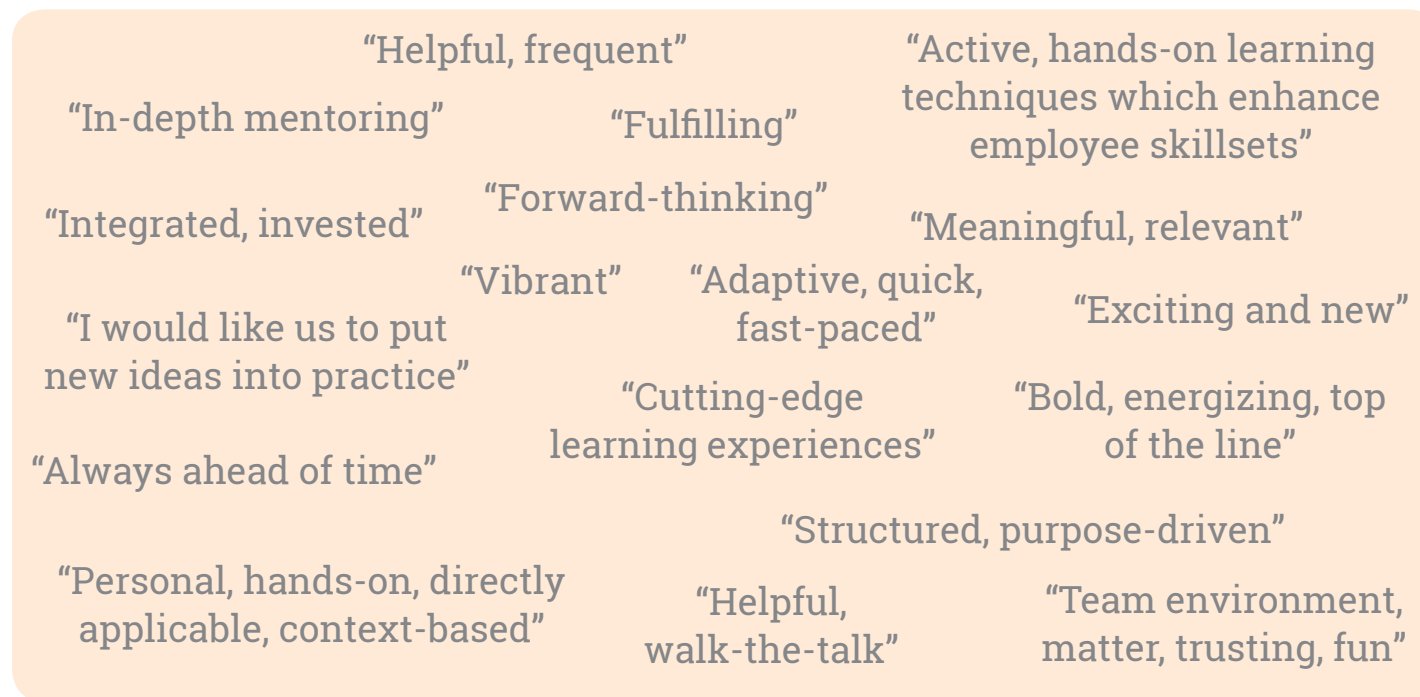 “Helpful, frequent”
“Active, hands-on learning
techniques which enhance
employee skillsets”
“In-depth mentoring”
“Fulfilling”
“Forward-thinking”
“Integrated, invested”
“Meaningful, relevant”
“Vibrant”
“Adaptive, quick,
fast-paced”
“Exciting and new”
“I would like us to put
new ideas into practice”
“Cutting-edge
learning experiences”
“Bold, energizing, top
of the line”
“Always ahead of time”
“Structured, purpose-driven”
“Personal, hands-on, directly
applicable, context-based”
“Helpful,
walk-the-talk”
“Team environment,
matter, trusting, fun”